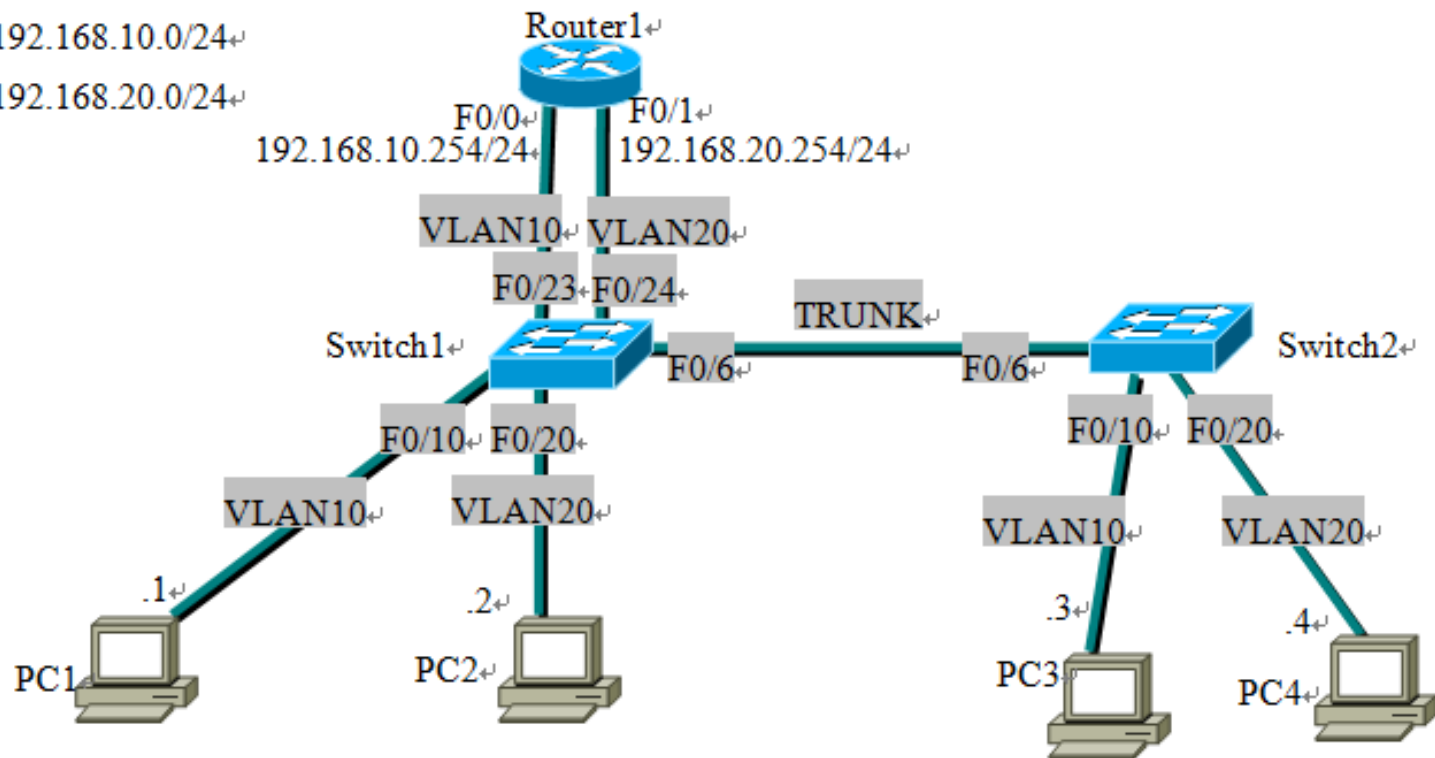 Router1
192.168.10.0/24
192.168.20.0/24
F0/0
F0/1
192.168.10.254/24
192.168.20.254/24
VLAN10
VLAN20
F0/23
F0/24
TRUNK
Switch1
Switch2
F0/6
F0/6
F0/10
F0/20
F0/10
F0/20
VLAN10
VLAN20
VLAN10
VLAN20
.1
.2
.3
.4
PC1
PC2
PC3
PC4